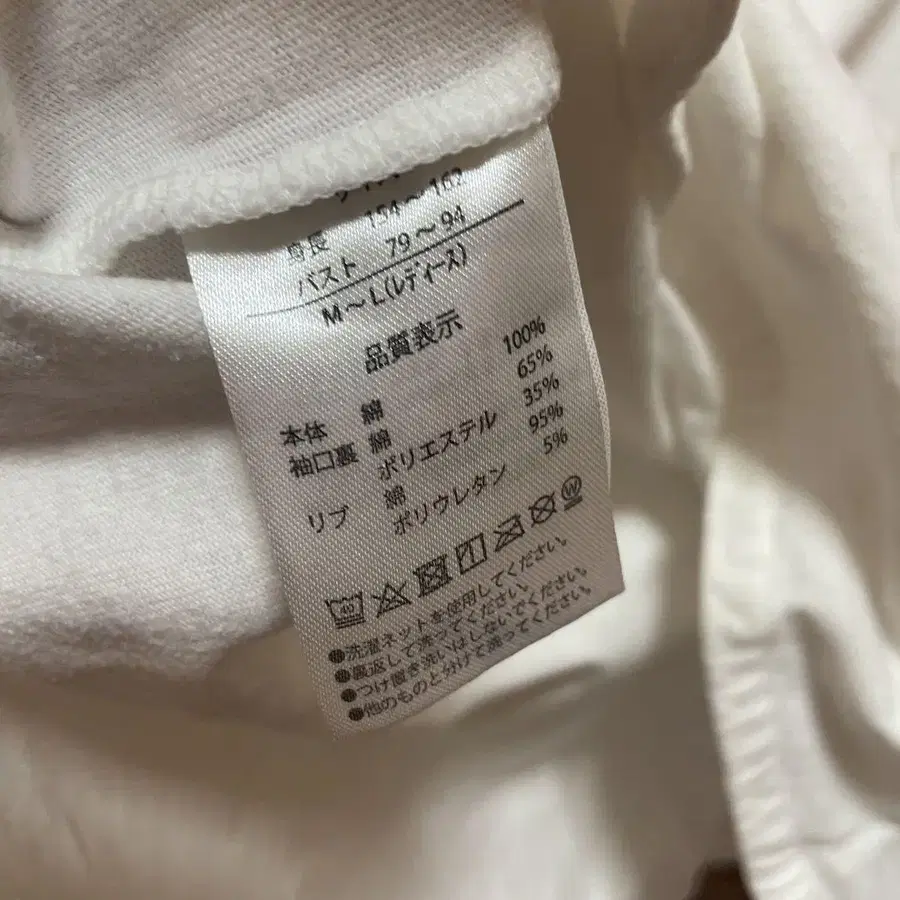 サイズ
身長 154～162
バスト 79～94
M～L(レディース)
品質表示
本体 綿 100%
袖口裏 綿 65%
ポリエステル 35%
リブ 綿 95%
ポリウレタン 5%
40 W
●洗濯ネットを使用してください。
●裏返して洗ってください。
●つけ置き洗いはしないでください。
●他のものと分けて洗ってください。